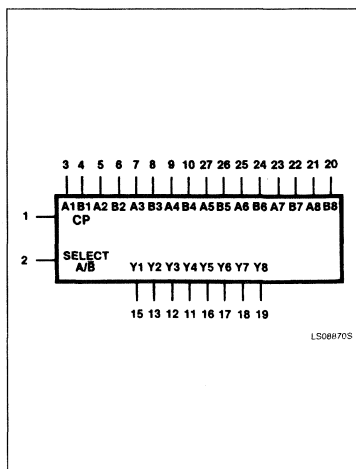 3 4 5 6 7 8 9 10 27 26 25 24 23 22 21 20
A1 B1 A2 B2 A3 B3 A4 B4 A5 B5 A6 B6 A7 B7 A8 B8
1 CP
2 SELECT
A/B̅ Y1 Y2 Y3 Y4 Y5 Y6 Y7 Y8
15 13 12 11 16 17 18 19
LS08870S